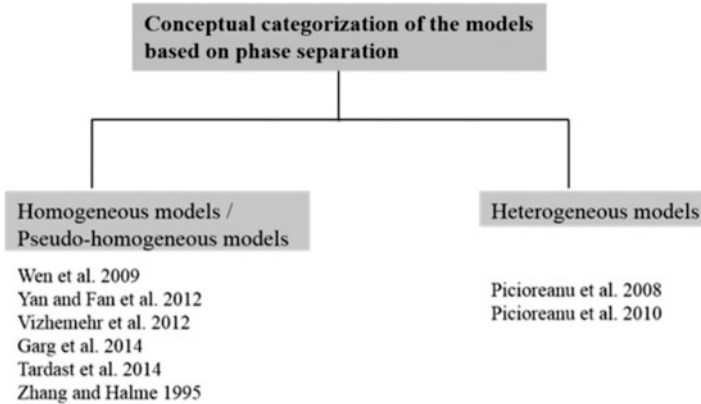 Conceptual categorization of the models
based on phase separation
Homogeneous models /
Pseudo-homogeneous models
Wen et al. 2009
Yan and Fan et al. 2012
Vizhemehr et al. 2012
Garg et al. 2014
Tardast et al. 2014
Zhang and Halme 1995
Heterogeneous models
Picioreanu et al. 2008
Picioreanu et al. 2010